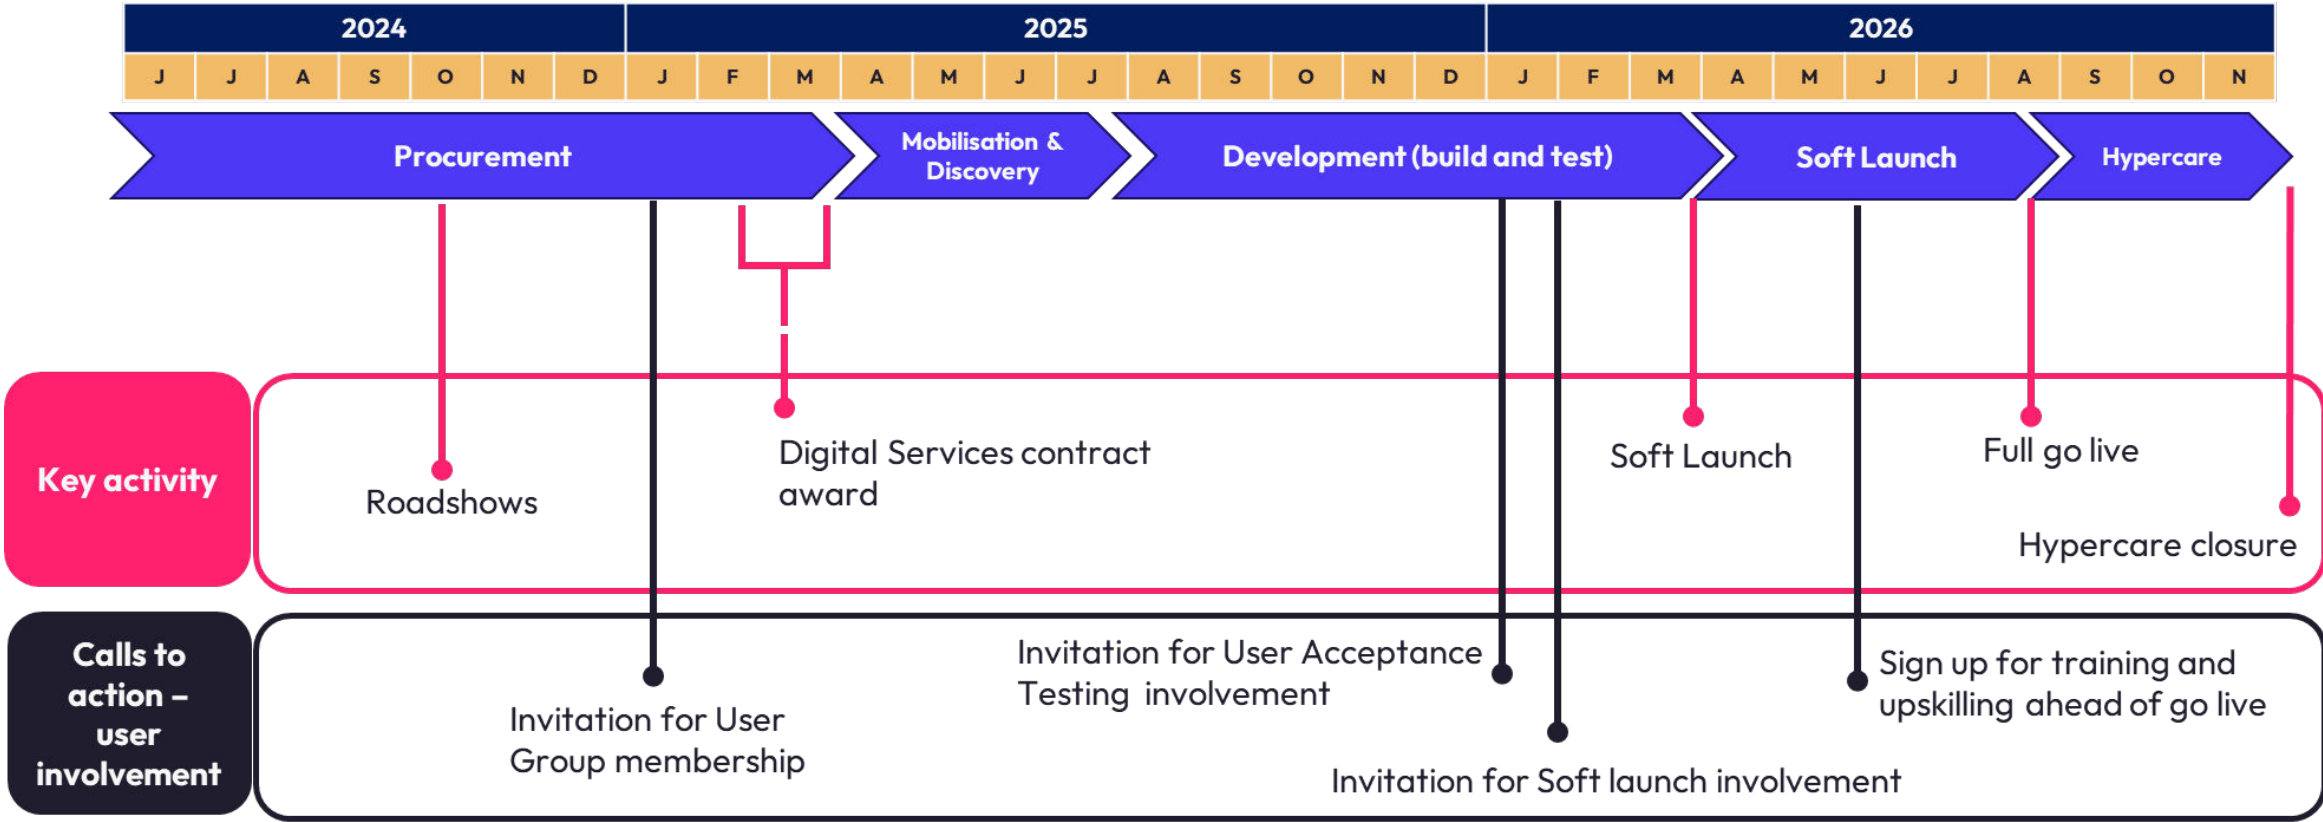 2024 2025 2026
J J A S O N D J F M A M J J A S O N D J F M A M J J A S O N
Procurement
Mobilisation &
Discovery
Development (build and test)
Soft Launch
Hypercare
Key activity
Roadshows
Digital Services contract
award
Soft Launch
Full go live
Hypercare closure
Calls to
action –
user
involvement
Invitation for User
Group membership
Invitation for User Acceptance
Testing involvement
Invitation for Soft launch involvement
Sign up for training and
upskilling ahead of go live